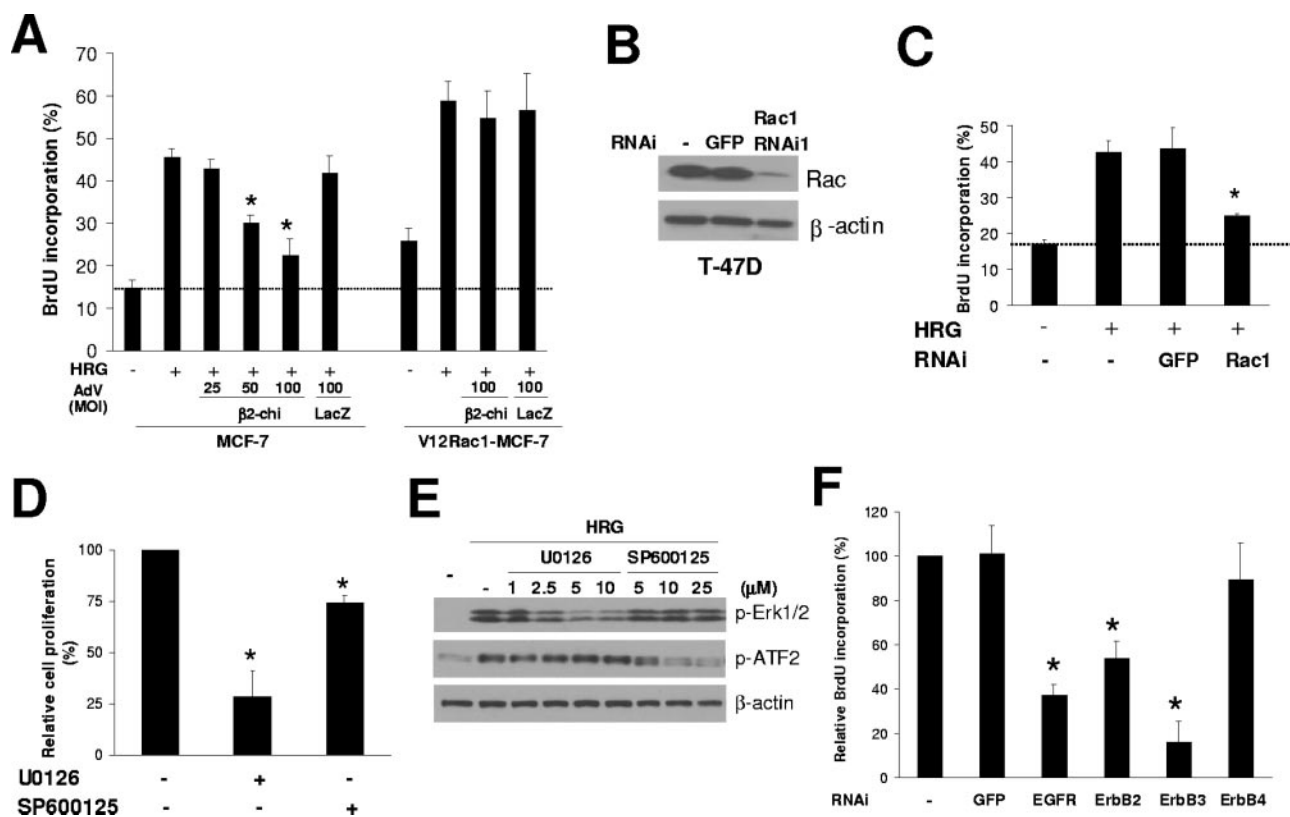 A
BrdU incorporation (%)
70
60
50
40
30
20
10
0
HRG - + + + + + - + + +
AdV (MOI) 25 50 100 100 100 100
β2-chi LacZ β2-chi LacZ
MCF-7 V12Rac1-MCF-7
B
RNAi - GFP Rac1 RNAi1
Rac
β-actin
T-47D
C
BrdU incorporation (%)
50
40
30
20
10
0
*
HRG - + + +
RNAi - - GFP Rac1
D
Relative cell proliferation (%)
100
75
50
25
0
* *
U0126 - + -
SP600125 - - +
E
HRG
U0126 SP600125
- - 1 2.5 5 10 5 10 25 (µM)
p-Erk1/2
p-ATF2
β-actin
F
Relative BrdU incorporation (%)
120
100
80
60
40
20
0
* * *
RNAi - GFP EGFR ErbB2 ErbB3 ErbB4